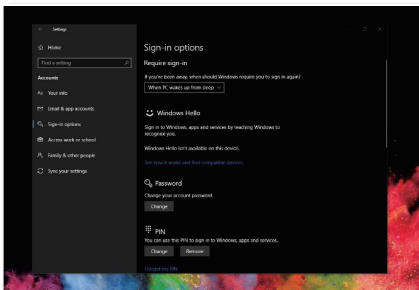 Settings
Home
Find a setting
Accounts
Your info
Email & app accounts
Sign-in options
Access work or school
Family & other people
Sync your settings
Sign-in options
Require sign-in
If you've been away, when should Windows require you to sign in again?
When PC wakes up from sleep
Windows Hello
Sign in to Windows, apps and services by teaching Windows to
recognise you.
Windows Hello isn't available on this device.
See how it works and find compatible devices.
Password
Change your account password
Change
PIN
You can use this PIN to sign in to Windows, apps and services.
Change Remove
I forgot my PIN